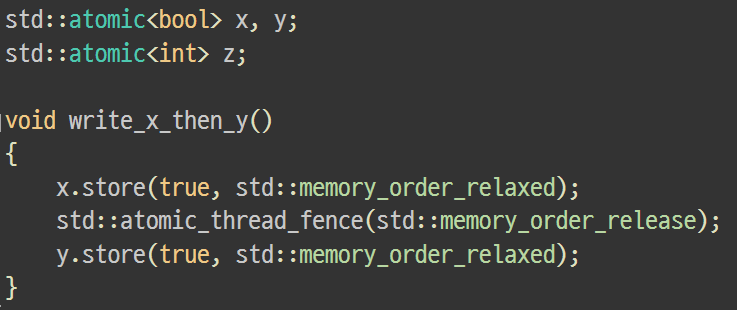 std::atomic<bool> x, y;
std::atomic<int> z;
void write_x_then_y()
{
x.store(true, std::memory_order_relaxed);
std::atomic_thread_fence(std::memory_order_release);
y.store(true, std::memory_order_relaxed);
}